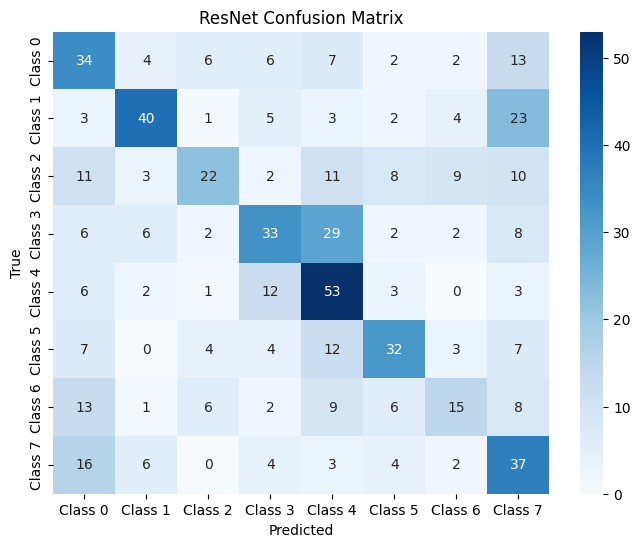 ResNet Confusion Matrix
Class 0 34 4 6 6 7 2 2 13
Class 1 3 40 1 5 3 2 4 23
Class 2 11 3 22 2 11 8 9 10
Class 3 6 6 2 33 29 2 2 8
Class 4 6 2 1 12 53 3 0 3
Class 5 7 0 4 4 12 32 3 7
Class 6 13 1 6 2 9 6 15 8
Class 7 16 6 0 4 3 4 2 37
Class 0 Class 1 Class 2 Class 3 Class 4 Class 5 Class 6 Class 7
Predicted
True
50
40
30
20
10
0